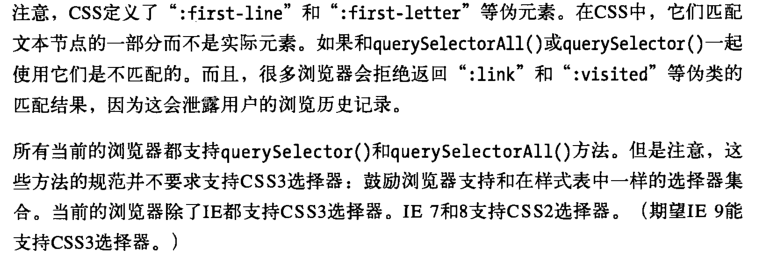 注意，CSS定义了“:first-line”和“:first-letter”等伪元素。在CSS中，它们匹配
文本节点的一部分而不是实际元素。如果和querySelectorAll()或querySelector()一起
使用它们是不匹配的。而且，很多浏览器会拒绝返回“:link”和“:visited”等伪类的
匹配结果，因为这会泄露用户的浏览历史记录。
所有当前的浏览器都支持querySelector()和querySelectorAll()方法。但是注意，这
些方法的规范并不要求支持CSS3选择器：鼓励浏览器支持和在样式表中一样的选择器集
合。当前的浏览器除了IE都支持CSS3选择器。IE 7和8支持CSS2选择器。（期望IE 9能
支持CSS3选择器。）